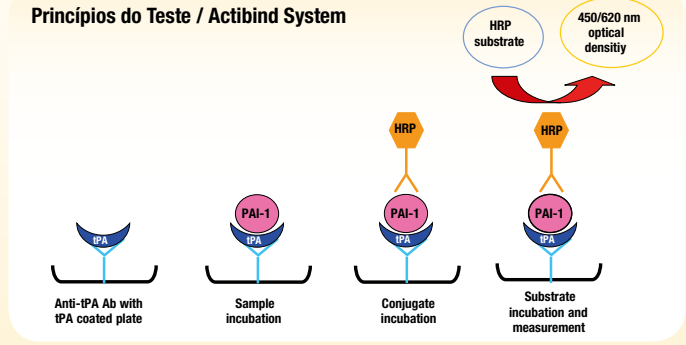 Princípios do Teste / Actibind System
HRP
substrate
450/620 nm
optical
densitiy
HRP
HRP
PAI-1
PAI-1
PAI-1
tPA
tPA
tPA
tPA
Anti-tPA Ab with
tPA coated plate
Sample
incubation
Conjugate
incubation
Substrate
incubation and
measurement